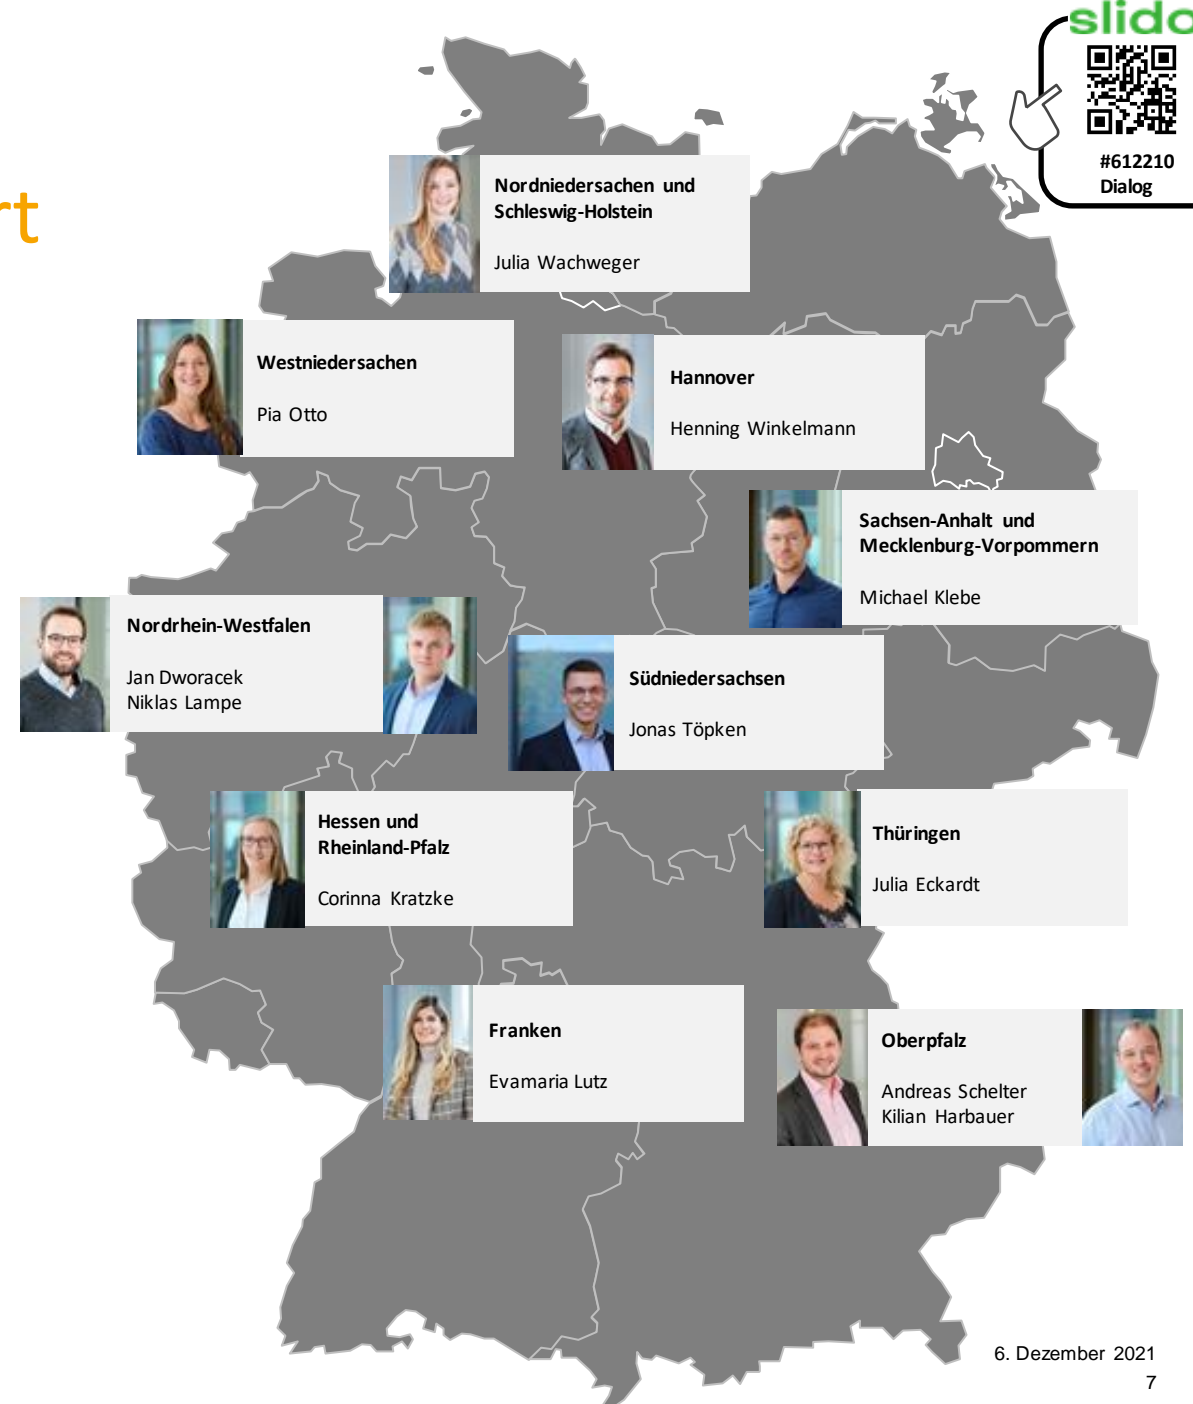 slido
#612210
Dialog
rt
Nordniedersachen und
Schleswig-Holstein
Julia Wachweger
Westniedersachen
Pia Otto
Hannover
Henning Winkelmann
Sachsen-Anhalt und
Mecklenburg-Vorpommern
Michael Klebe
Nordrhein-Westfalen
Jan Dworacek
Niklas Lampe
Südniedersachsen
Jonas Töpken
Hessen und
Rheinland-Pfalz
Corinna Kratzke
Thüringen
Julia Eckardt
Franken
Evamaria Lutz
Oberpfalz
Andreas Schelter
Kilian Harbauer
6. Dezember 2021
7